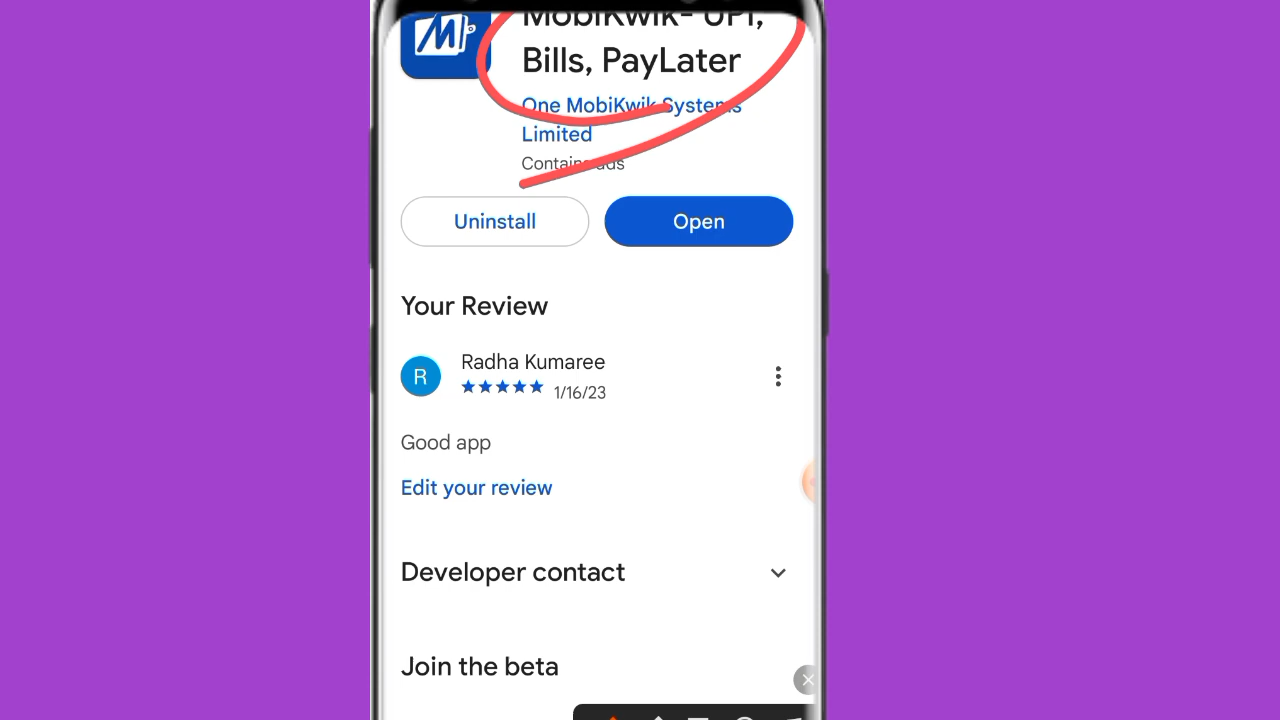 MobiKwik- UPI,
Bills, PayLater
One MobiKwik Systems
Limited
Contains ads
Uninstall
Open
Your Review
R
Radha Kumaree
1/16/23
Good app
Edit your review
Developer contact
Join the beta